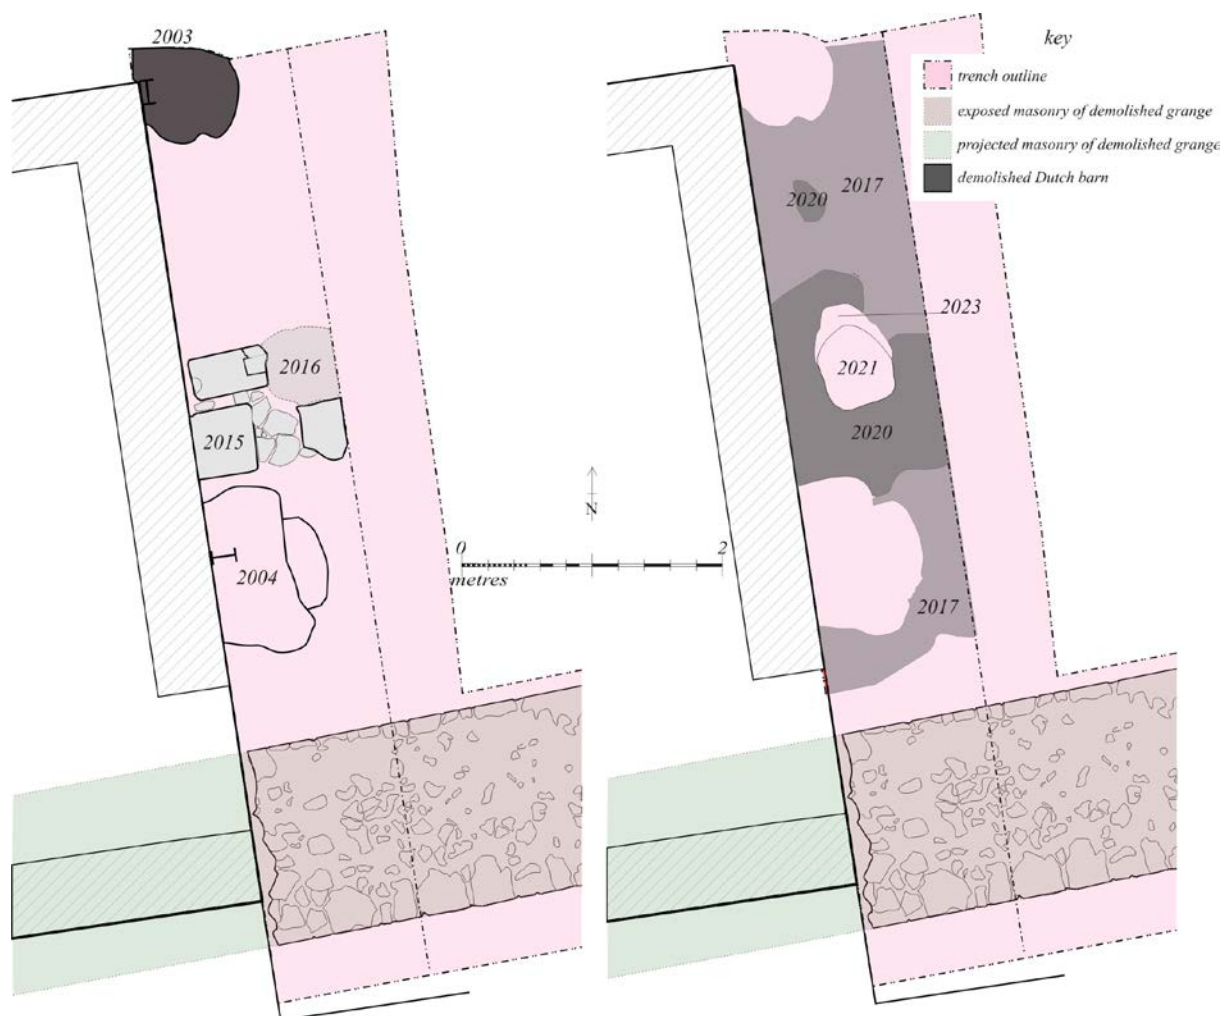 2003
2016
2015
2004
0
2
metres
N
key
trench outline
exposed masonry of demolished grange
projected masonry of demolished grange
demolished Dutch barn
2017
2020
2023
2021
2020
2017